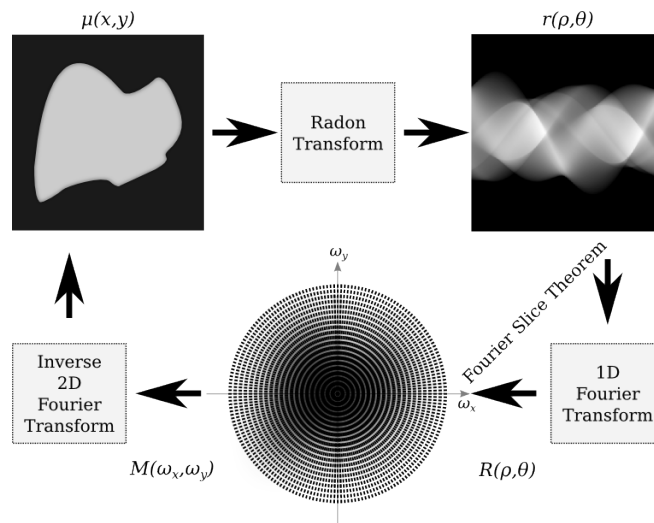 μ(x,y)
r(ρ,θ)
Radon
Transform
ω_y
Fourier Slice Theorem
Inverse
2D
Fourier
Transform
1D
Fourier
Transform
ω_x
M(ω_x,ω_y)
R(ρ,θ)